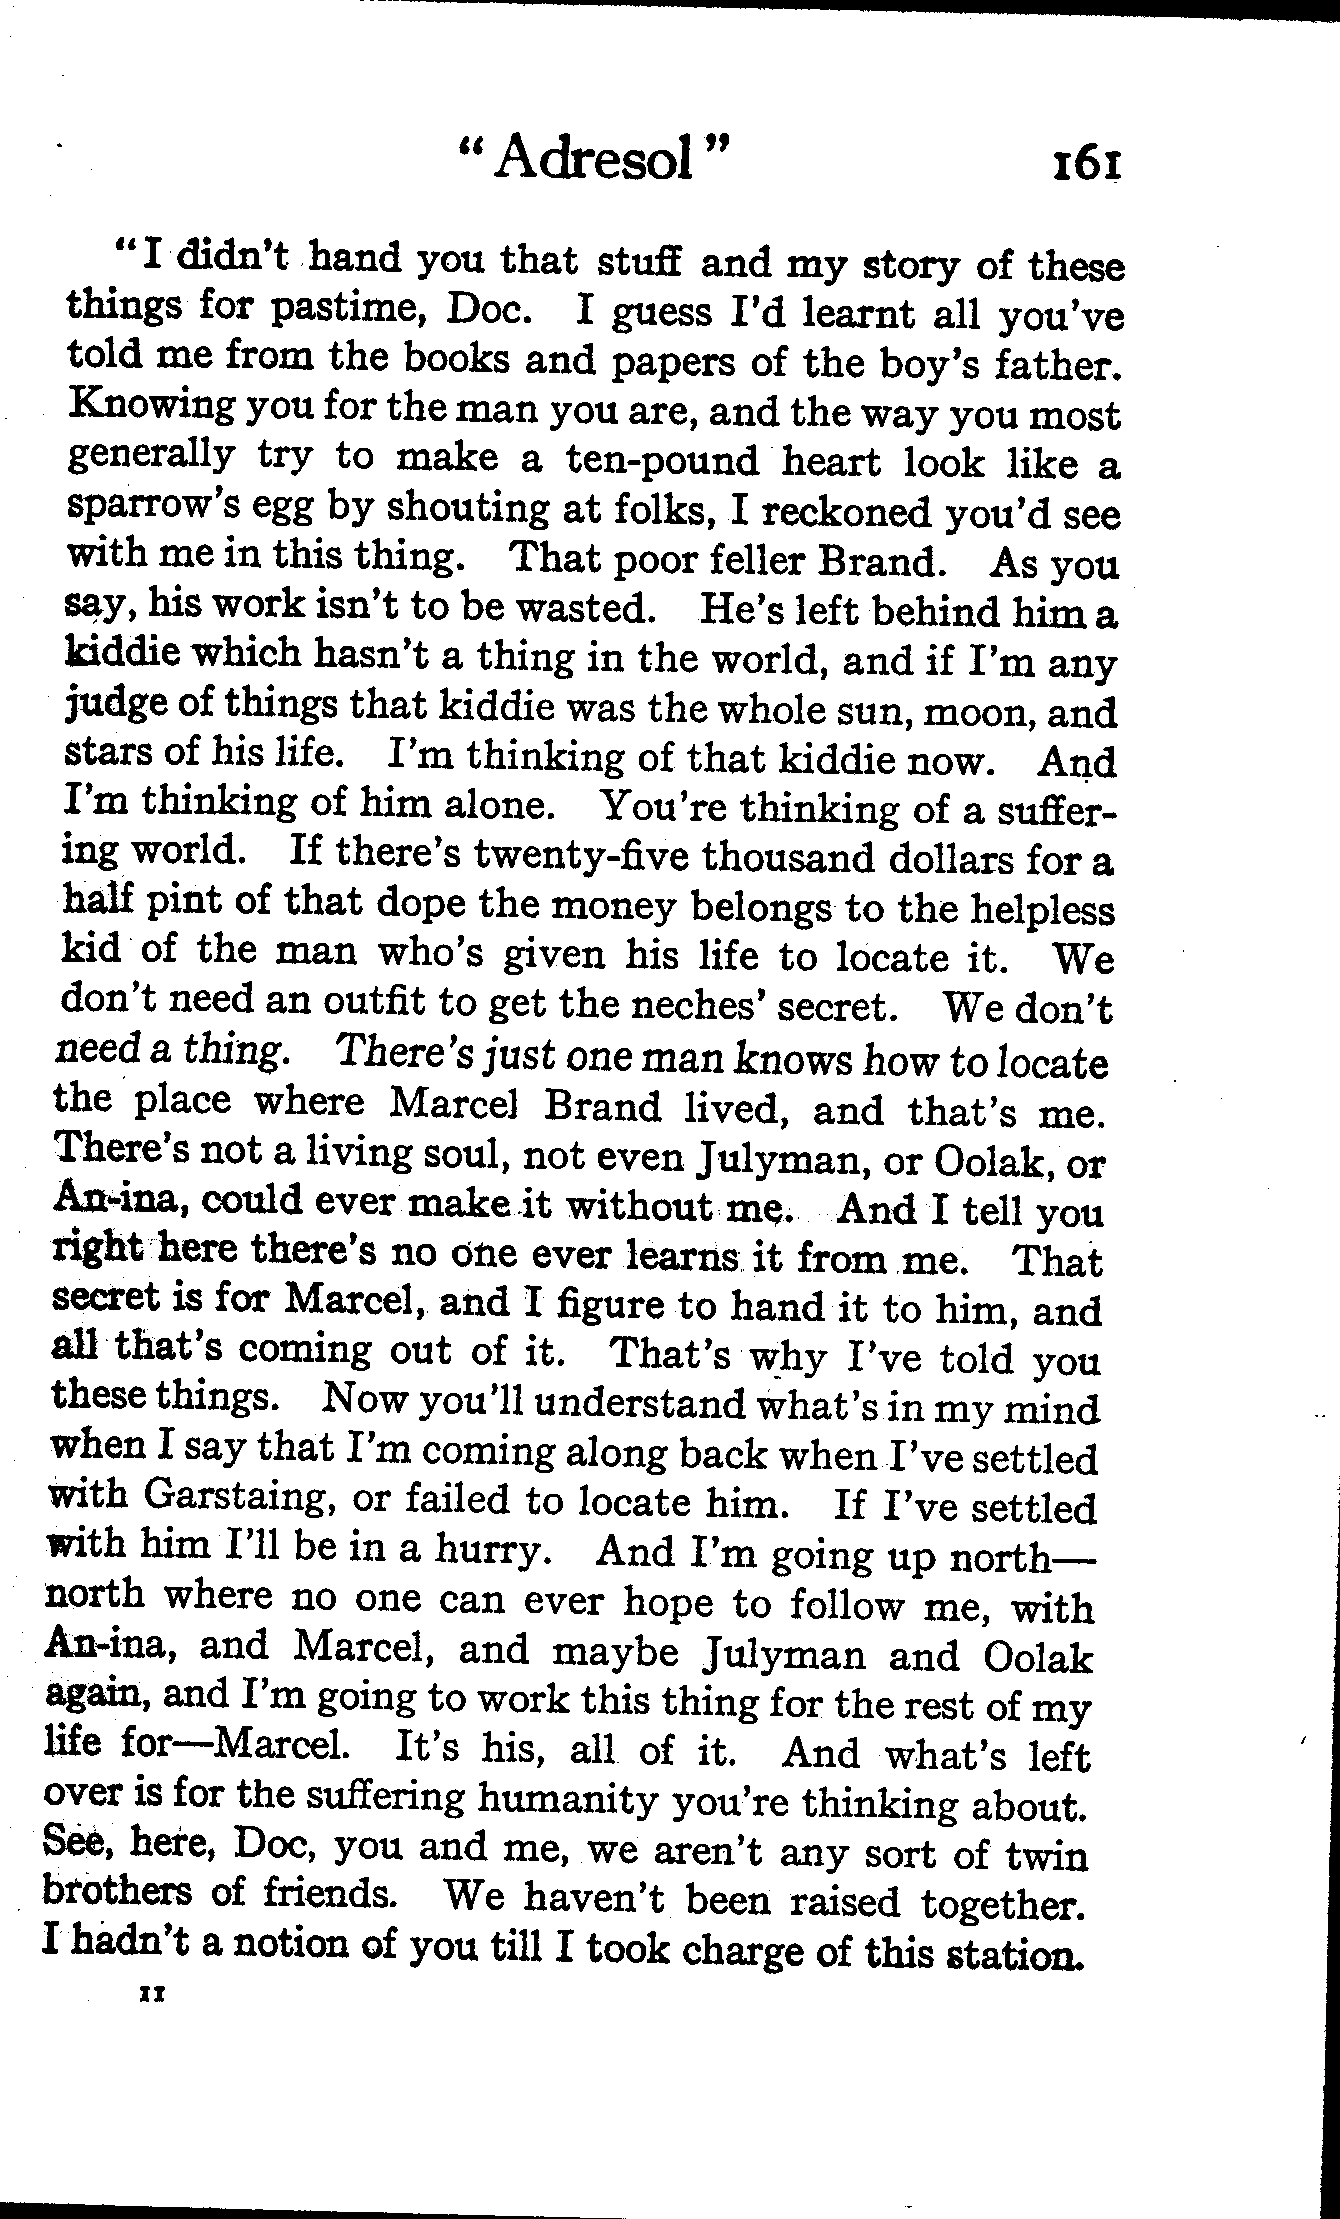 “Adresol” 161
“I didn't hand you that stuff and my story of these
things for pastime, Doc. I guess I'd learnt all you've
told me from the books and papers of the boy's father.
Knowing you for the man you are, and the way you most
generally try to make a ten-pound heart look like a
sparrow's egg by shouting at folks, I reckoned you'd see
with me in this thing. That poor feller Brand. As you
say, his work isn't to be wasted. He's left behind him a
kiddie which hasn't a thing in the world, and if I'm any
judge of things that kiddie was the whole sun, moon, and
stars of his life. I'm thinking of that kiddie now. And
I'm thinking of him alone. You're thinking of a suffer-
ing world. If there's twenty-five thousand dollars for a
half pint of that dope the money belongs to the helpless
kid of the man who's given his life to locate it. We
don't need an outfit to get the neches' secret. We don't
need a thing. There's just one man knows how to locate
the place where Marcel Brand lived, and that's me.
There's not a living soul, not even Julyman, or Oolak, or
An-ina, could ever make it without me. And I tell you
right here there's no one ever learns it from me. That
secret is for Marcel, and I figure to hand it to him, and
all that's coming out of it. That's why I've told you
these things. Now you'll understand what's in my mind
when I say that I'm coming along back when I've settled
with Garstaing, or failed to locate him. If I've settled
with him I'll be in a hurry. And I'm going up north—
north where no one can ever hope to follow me, with
An-ina, and Marcel, and maybe Julyman and Oolak
again, and I'm going to work this thing for the rest of my
life for—Marcel. It's his, all of it. And what's left
over is for the suffering humanity you're thinking about.
See, here, Doc, you and me, we aren't any sort of twin
brothers of friends. We haven't been raised together.
I hadn't a notion of you till I took charge of this station.
11